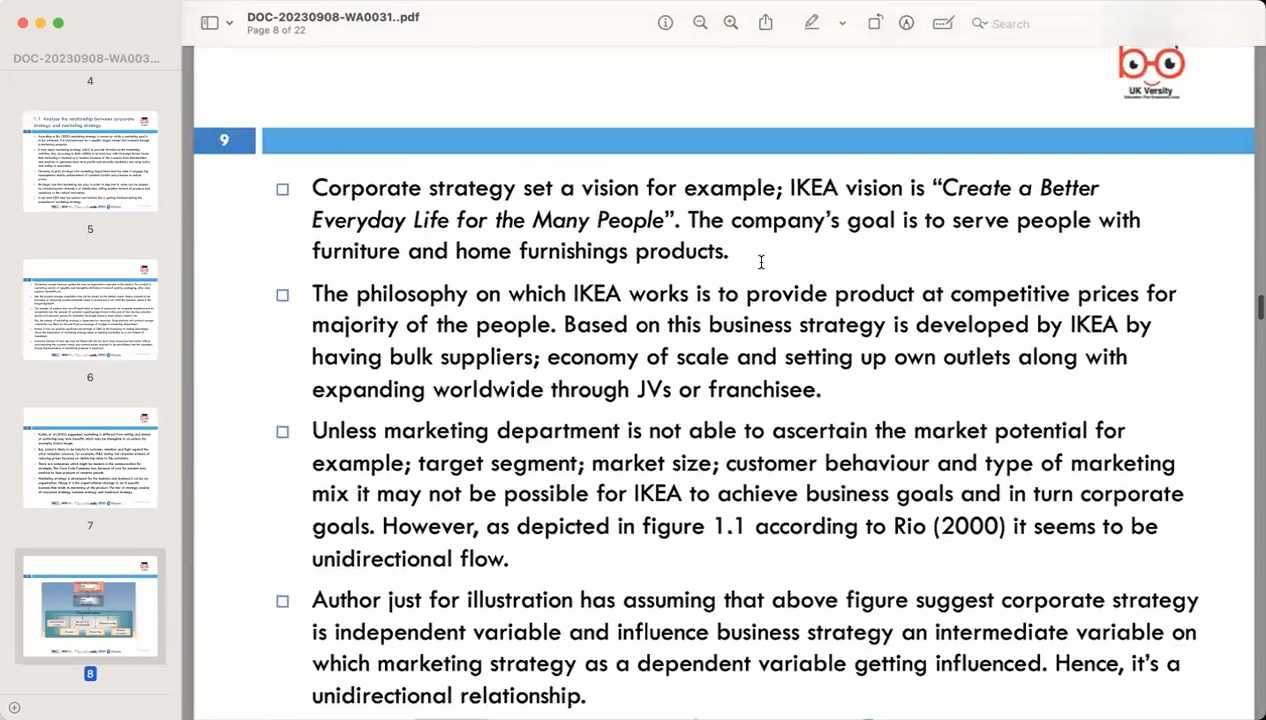 DOC-20230908-WA0031..pdf
Page 8 of 22
Search
DOC-20230908-WA003...
4
5
6
7
8
UK Versity
9
Corporate strategy set a vision for example; IKEA vision is “Create a Better
Everyday Life for the Many People”. The company’s goal is to serve people with
furniture and home furnishings products.
The philosophy on which IKEA works is to provide product at competitive prices for
majority of the people. Based on this business strategy is developed by IKEA by
having bulk suppliers; economy of scale and setting up own outlets along with
expanding worldwide through JVs or franchisee.
Unless marketing department is not able to ascertain the market potential for
example; target segment; market size; customer behaviour and type of marketing
mix it may not be possible for IKEA to achieve business goals and in turn corporate
goals. However, as depicted in figure 1.1 according to Rio (2000) it seems to be
unidirectional flow.
Author just for illustration has assuming that above figure suggest corporate strategy
is independent variable and influence business strategy an intermediate variable on
which marketing strategy as a dependent variable getting influenced. Hence, it’s a
unidirectional relationship.